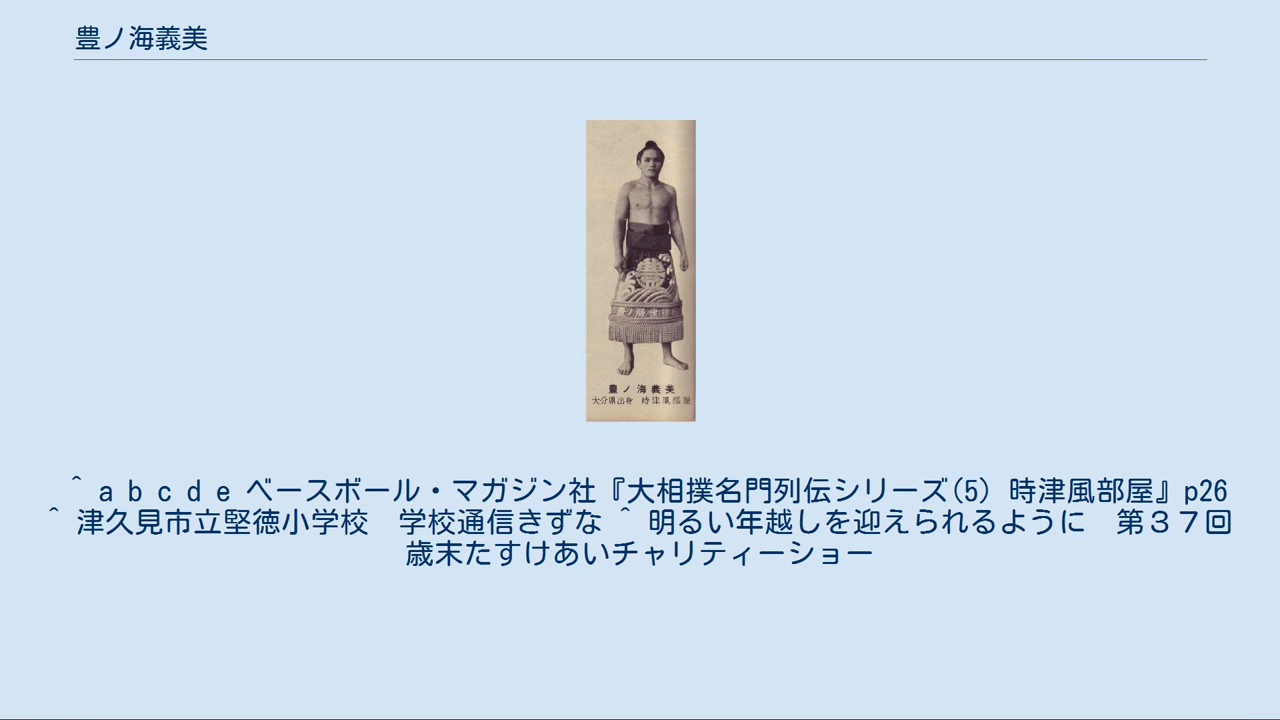 豊ノ海義美
豊ノ海義美
大分県出身　時津風部屋
^ a b c d e ベースボール・マガジン社『大相撲名門列伝シリーズ(5) 時津風部屋』p26
^ 津久見市立堅徳小学校　学校通信きずな ^ 明るい年越しを迎えられるように　第３７回
歳末たすけあいチャリティーショー